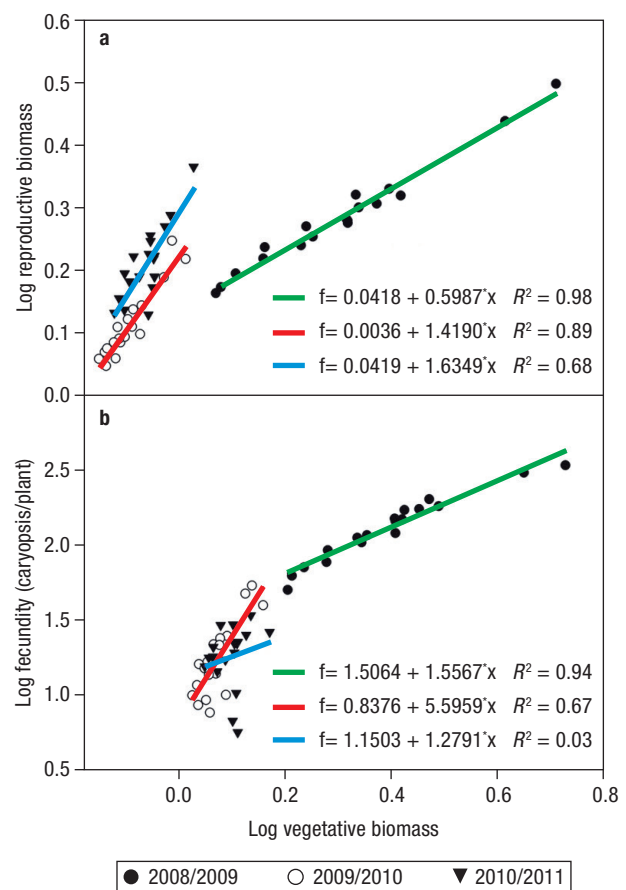 a
Log reproductive biomass
0.6
0.5
0.4
0.3
0.2
0.1
0.0
f= 0.0418 + 0.5987*x R² = 0.98
f= 0.0036 + 1.4190*x R² = 0.89
f= 0.0419 + 1.6349*x R² = 0.68
b
Log fecundity (caryopsis/plant)
2.5
2.0
1.5
1.0
0.5
f= 1.5064 + 1.5567*x R² = 0.94
f= 0.8376 + 5.5959*x R² = 0.67
f= 1.1503 + 1.2791*x R² = 0.03
0.0 0.2 0.4 0.6 0.8
Log vegetative biomass
2008/2009 2009/2010 2010/2011